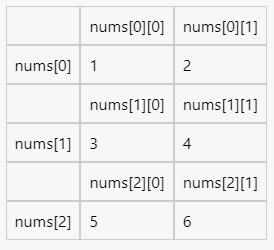 nums[0][0] nums[0][1]
nums[0] 1 2
nums[1][0] nums[1][1]
nums[1] 3 4
nums[2][0] nums[2][1]
nums[2] 5 6